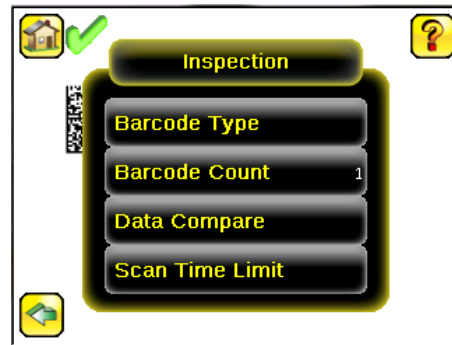 ?
Inspection
Barcode Type
Barcode Count 1
Data Compare
Scan Time Limit